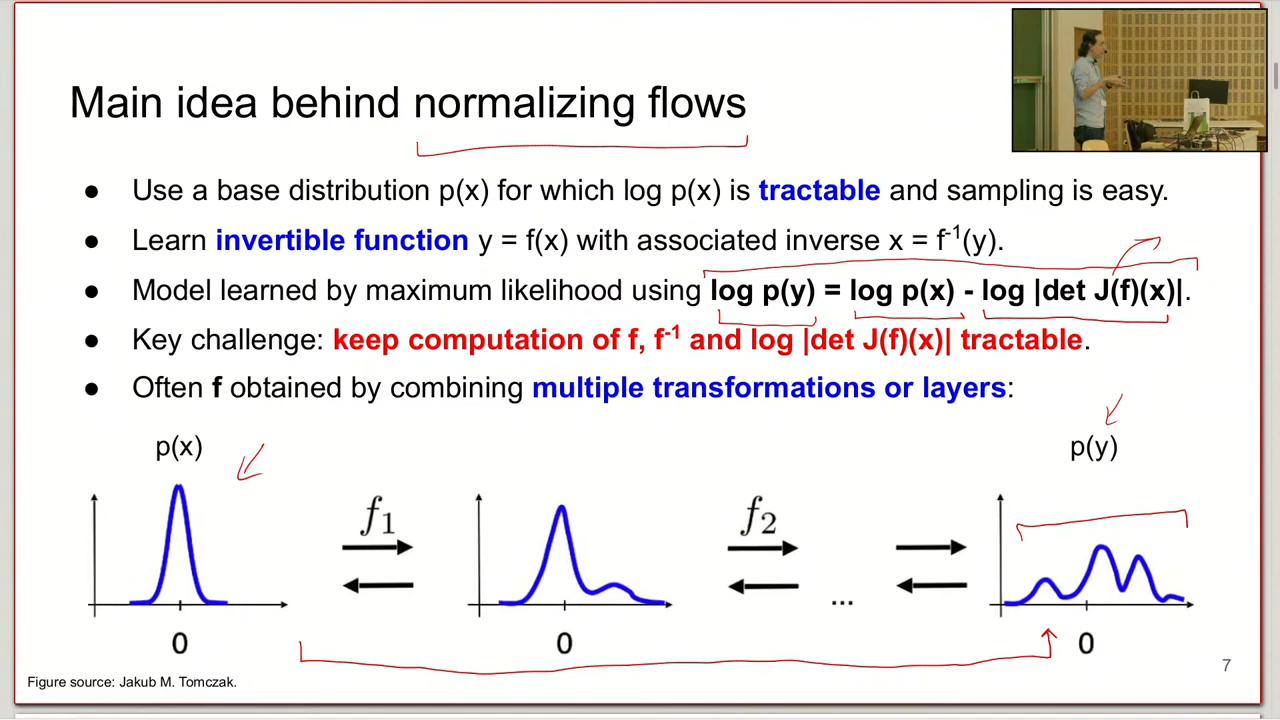 Main idea behind normalizing flows
● Use a base distribution p(x) for which log p(x) is tractable and sampling is easy.
● Learn invertible function y = f(x) with associated inverse x = f⁻¹(y).
● Model learned by maximum likelihood using log p(y) = log p(x) - log |det J(f)(x)|.
● Key challenge: keep computation of f, f⁻¹ and log |det J(f)(x)| tractable.
● Often f obtained by combining multiple transformations or layers:
p(x)
p(y)
f₁
f₂
...
0
0
0
7
Figure source: Jakub M. Tomczak.